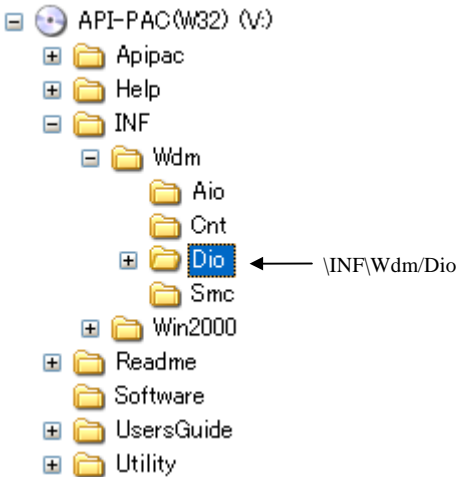 API-PAC(W32) (V:)
Apipac
Help
INF
Wdm
Aio
Cnt
Dio
\INF\Wdm/Dio
Smc
Win2000
Readme
Software
UsersGuide
Utility